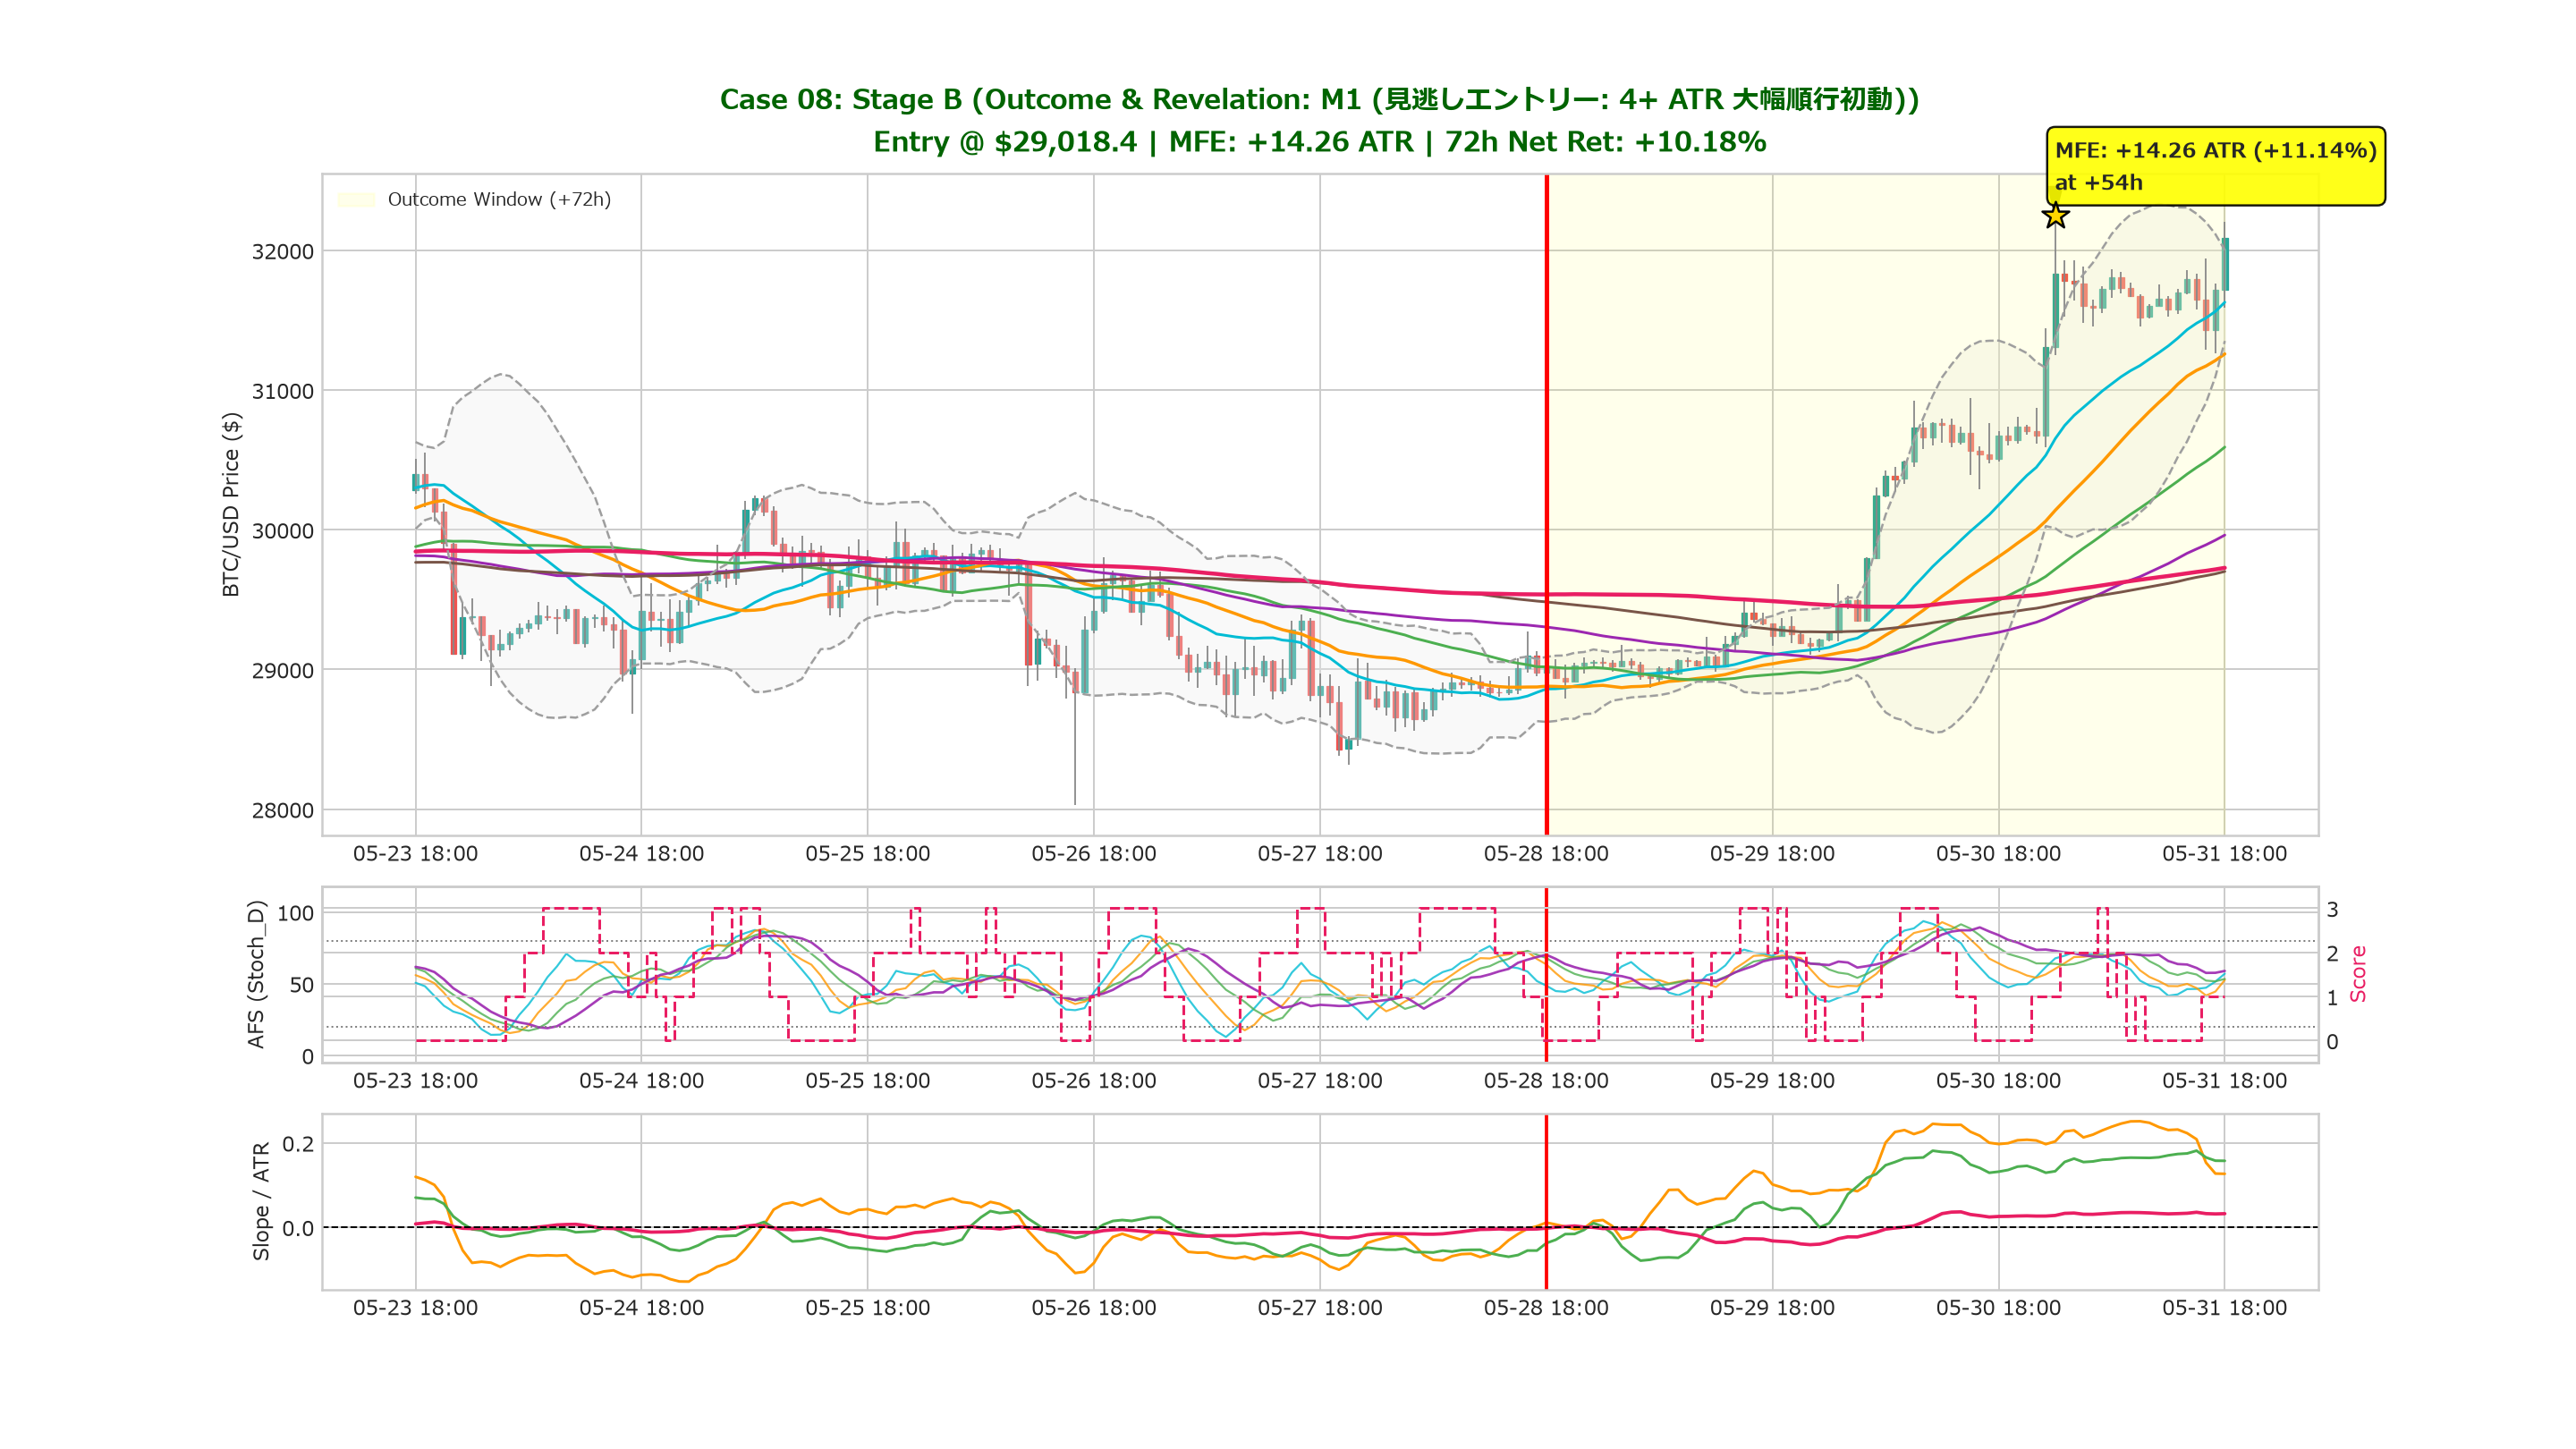 Case 08: Stage B (Outcome & Revelation: M1 (見逃しエントリー: 4+ ATR 大幅順行初動))
Entry @ $29,018.4 | MFE: +14.26 ATR | 72h Net Ret: +10.18%
MFE: +14.26 ATR (+11.14%)
at +54h
Outcome Window (+72h)
BTC/USD Price ($)
32000
31000
30000
29000
28000
05-23 18:00 05-24 18:00 05-25 18:00 05-26 18:00 05-27 18:00 05-28 18:00 05-29 18:00 05-30 18:00 05-31 18:00
AFS (Stoch_D)
100
50
0
3
2
1
0
Score
05-23 18:00 05-24 18:00 05-25 18:00 05-26 18:00 05-27 18:00 05-28 18:00 05-29 18:00 05-30 18:00 05-31 18:00
Slope / ATR
0.2
0.0
05-23 18:00 05-24 18:00 05-25 18:00 05-26 18:00 05-27 18:00 05-28 18:00 05-29 18:00 05-30 18:00 05-31 18:00